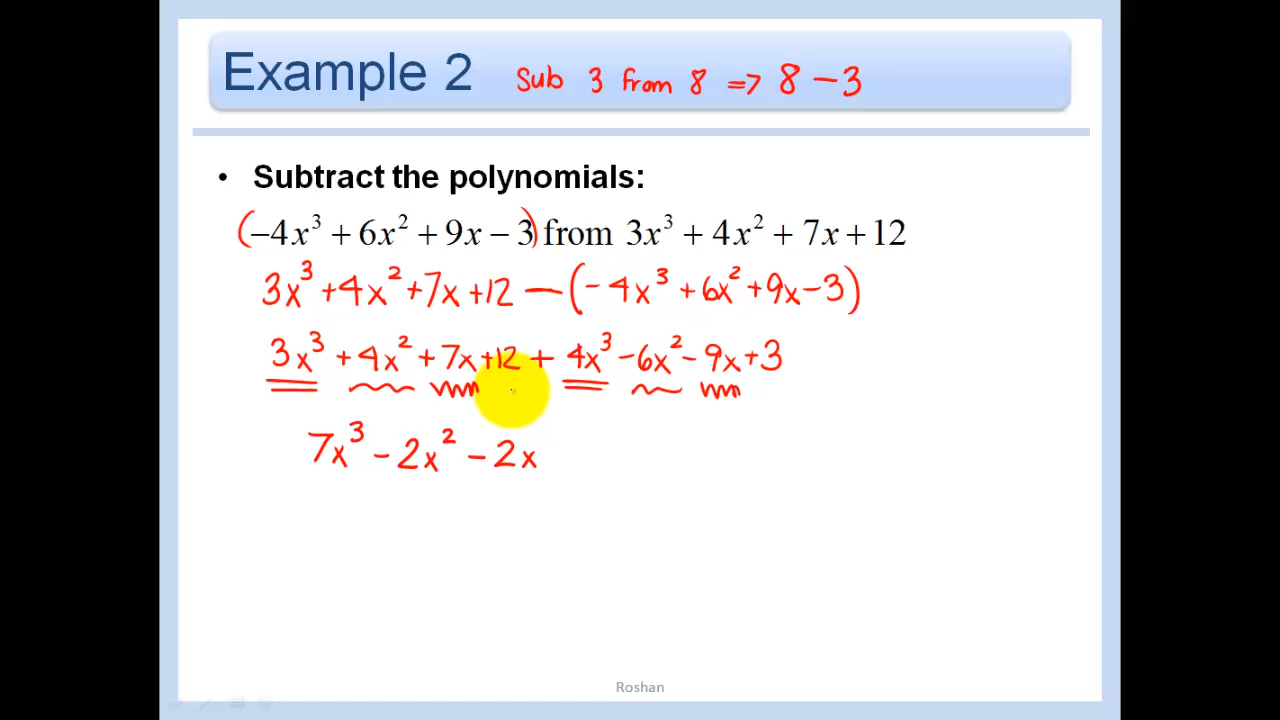 Example 2 Sub 3 from 8 => 8 - 3
• Subtract the polynomials:
(-4x³ + 6x² + 9x - 3) from 3x³ + 4x² + 7x + 12
3x³ + 4x² + 7x + 12 - (-4x³ + 6x² + 9x - 3)
3x³ + 4x² + 7x + 12 + 4x³ - 6x² - 9x + 3
7x³ - 2x² - 2x
Roshan